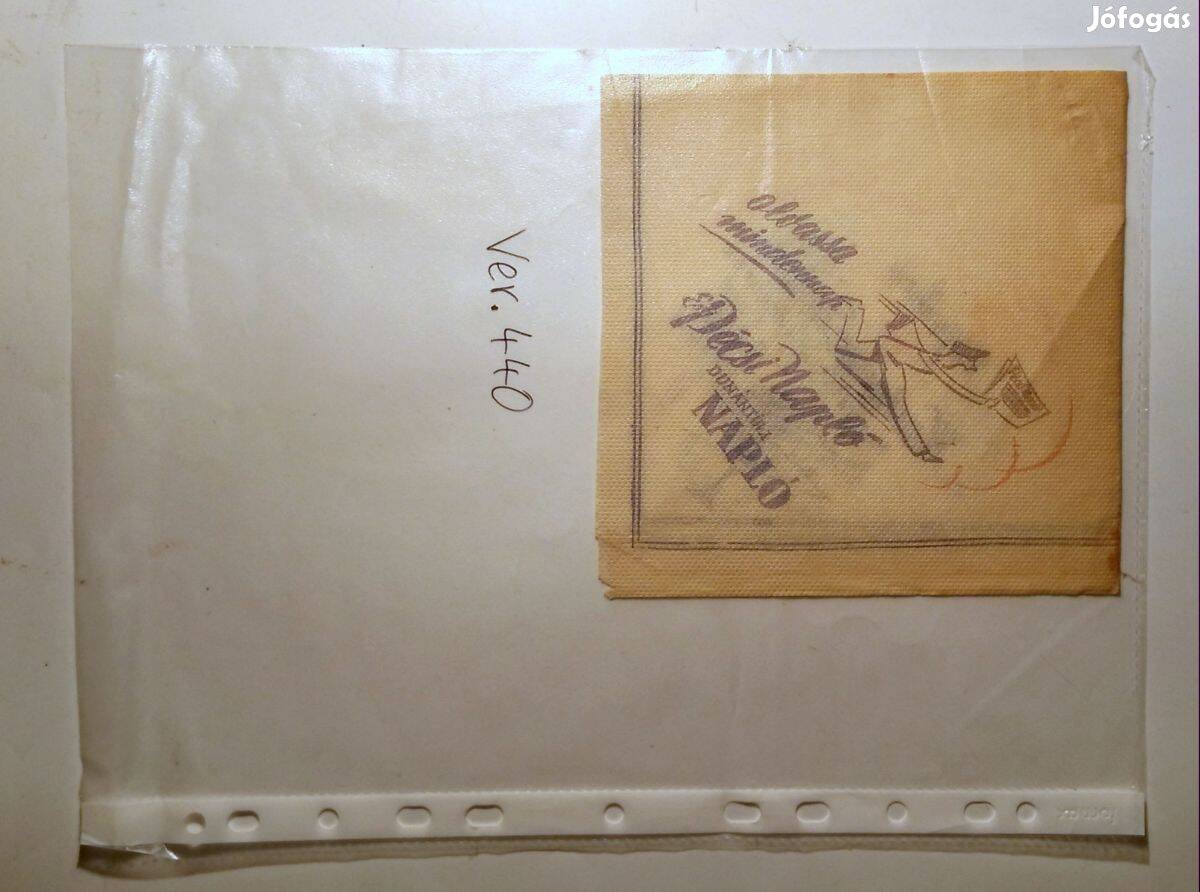 Jófogás
olvassa
mindennap
Pécsi Napló
DUNÁNTÚLI
NAPLÓ
Ver. 440